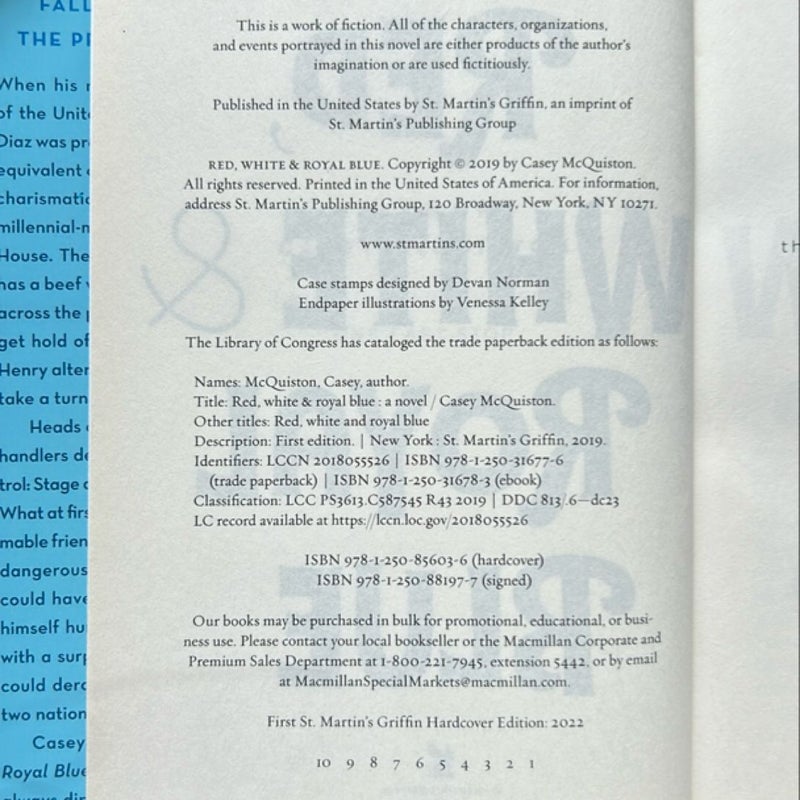 FALL
THE PR
When his
of the Unit
Diaz was pr
equivalent
charismatic
millennial-m
House. The
has a beef
across the
get hold of
Henry alter
take a turn
Heads
handlers de
trol: Stage
What at firs
mable frien
dangerous
could have
himself hu
with a surp
could dera
two nation
Casey
Royal Blue
always dir
This is a work of fiction. All of the characters, organizations,
and events portrayed in this novel are either products of the author's
imagination or are used fictitiously.
Published in the United States by St. Martin's Griffin, an imprint of
St. Martin's Publishing Group
RED, WHITE & ROYAL BLUE. Copyright © 2019 by Casey McQuiston.
All rights reserved. Printed in the United States of America. For information,
address St. Martin's Publishing Group, 120 Broadway, New York, NY 10271.
www.stmartins.com
Case stamps designed by Devan Norman
Endpaper illustrations by Venessa Kelley
The Library of Congress has cataloged the trade paperback edition as follows:
Names: McQuiston, Casey, author.
Title: Red, white & royal blue : a novel / Casey McQuiston.
Other titles: Red, white and royal blue
Description: First edition. | New York : St. Martin's Griffin, 2019.
Identifiers: LCCN 2018055526 | ISBN 978-1-250-31677-6
(trade paperback) | ISBN 978-1-250-31678-3 (ebook)
Classification: LCC PS3613.C587545 R43 2019 | DDC 813/.6—dc23
LC record available at https://lccn.loc.gov/2018055526
ISBN 978-1-250-85603-6 (hardcover)
ISBN 978-1-250-88197-7 (signed)
Our books may be purchased in bulk for promotional, educational, or busi-
ness use. Please contact your local bookseller or the Macmillan Corporate and
Premium Sales Department at 1-800-221-7945, extension 5442, or by email
at MacmillanSpecialMarkets@macmillan.com.
First St. Martin's Griffin Hardcover Edition: 2022
10 9 8 7 6 5 4 3 2 1
th